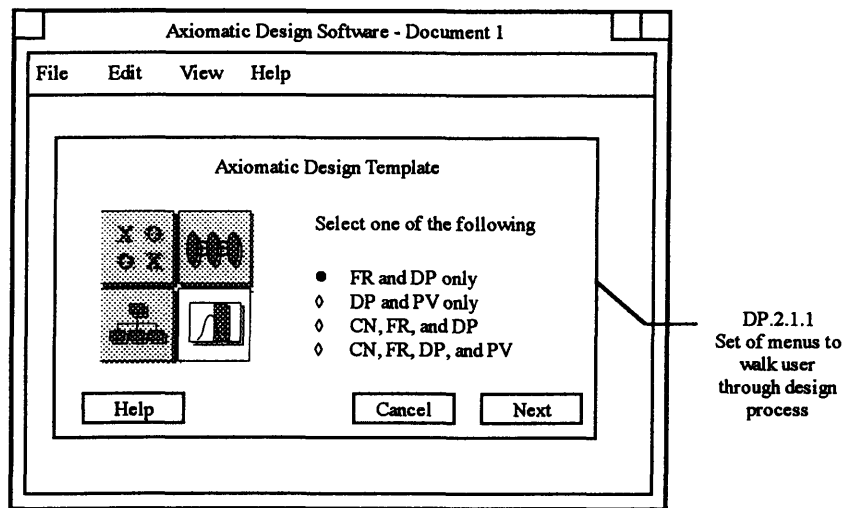 Axiomatic Design Software - Document 1
File Edit View Help
Axiomatic Design Template
X O
O X
Select one of the following
FR and DP only
DP and PV only
CN, FR, and DP
CN, FR, DP, and PV
Help Cancel Next
DP.2.1.1
Set of menus to
walk user
through design
process